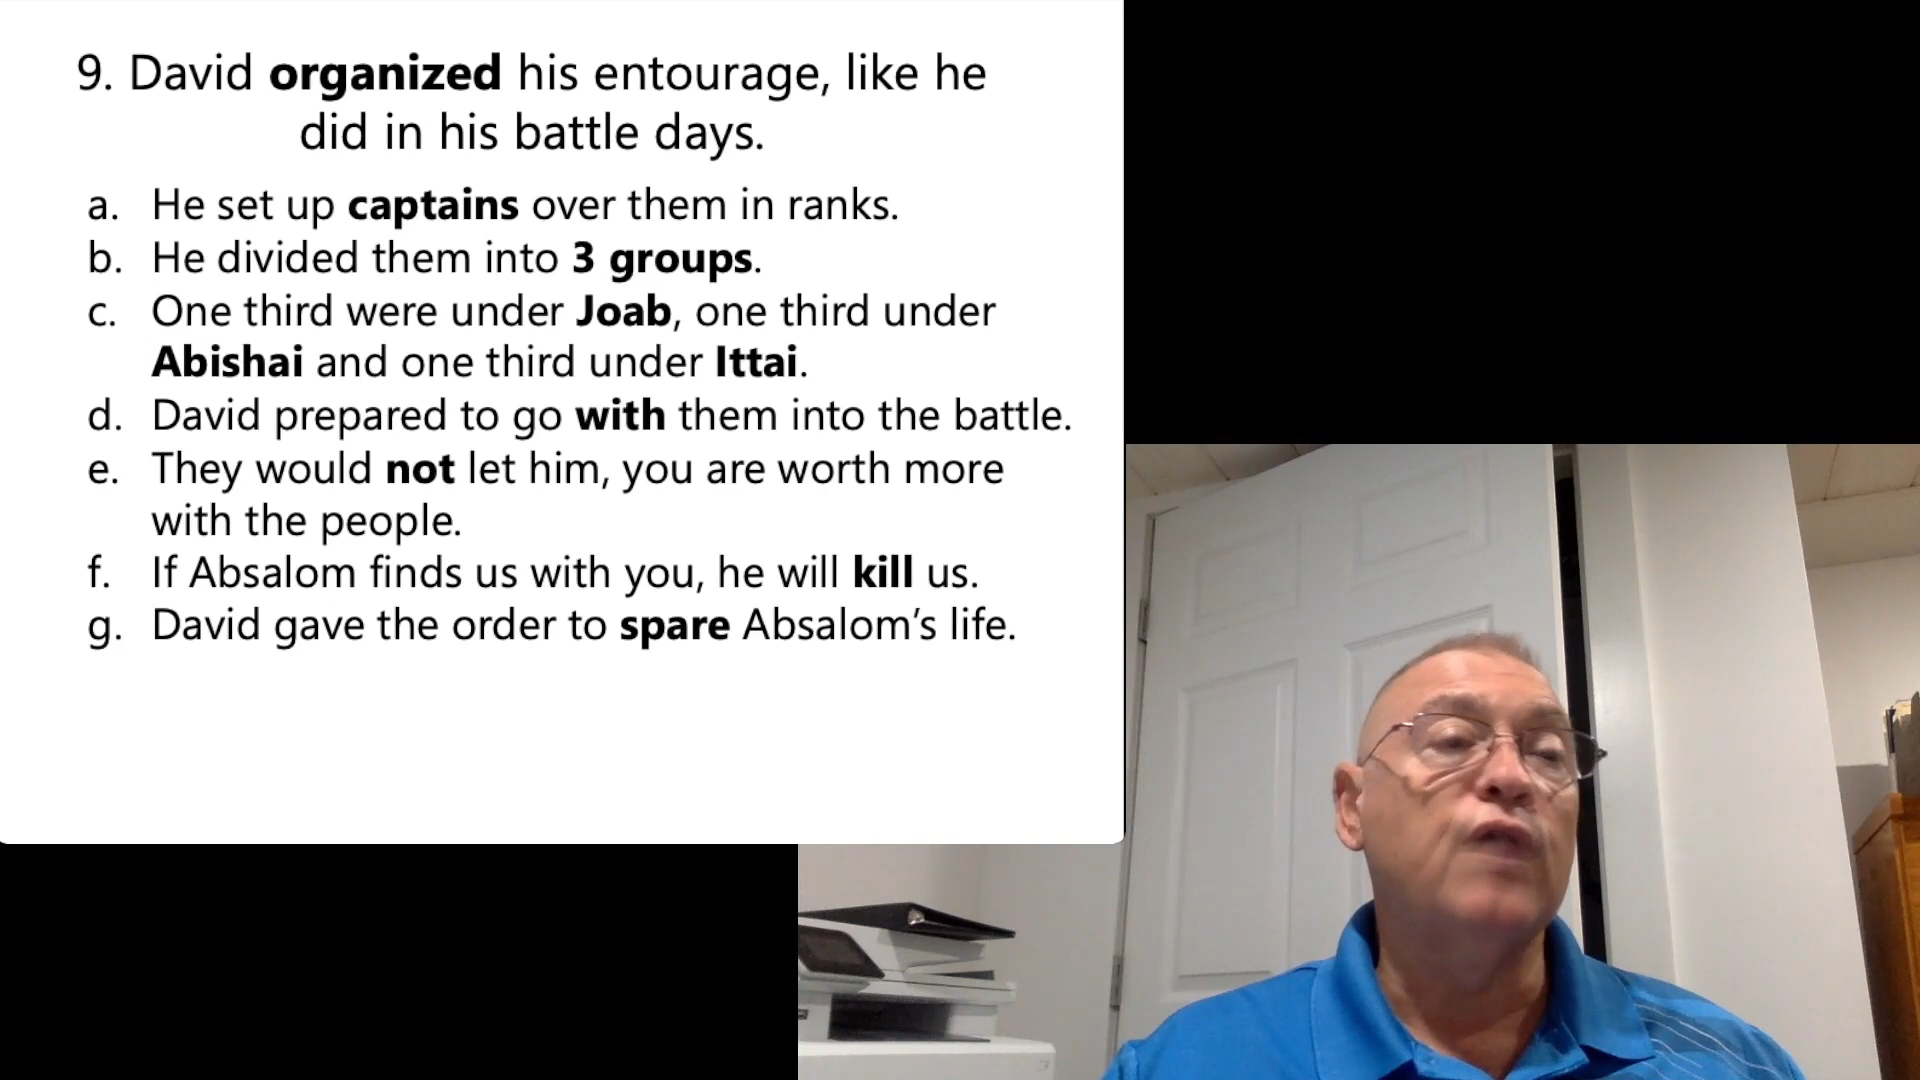 9. David organized his entourage, like he
did in his battle days.
a. He set up captains over them in ranks.
b. He divided them into 3 groups.
c. One third were under Joab, one third under
Abishai and one third under Ittai.
d. David prepared to go with them into the battle.
e. They would not let him, you are worth more
with the people.
f. If Absalom finds us with you, he will kill us.
g. David gave the order to spare Absalom’s life.